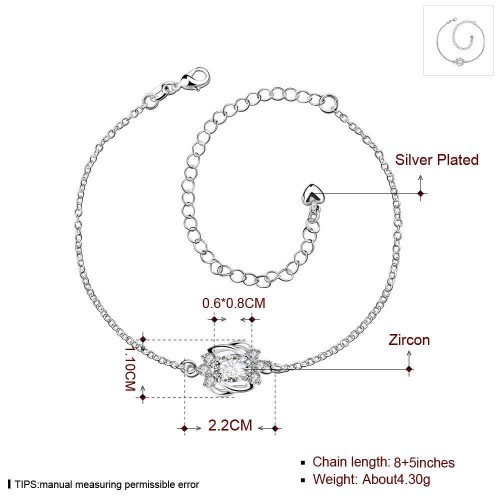 Silver Plated
0.6*0.8CM
Zircon
1.10CM
2.2CM
▪ Chain length: 8+5inches
▪ Weight: About4.30g
TIPS:manual measuring permissible error